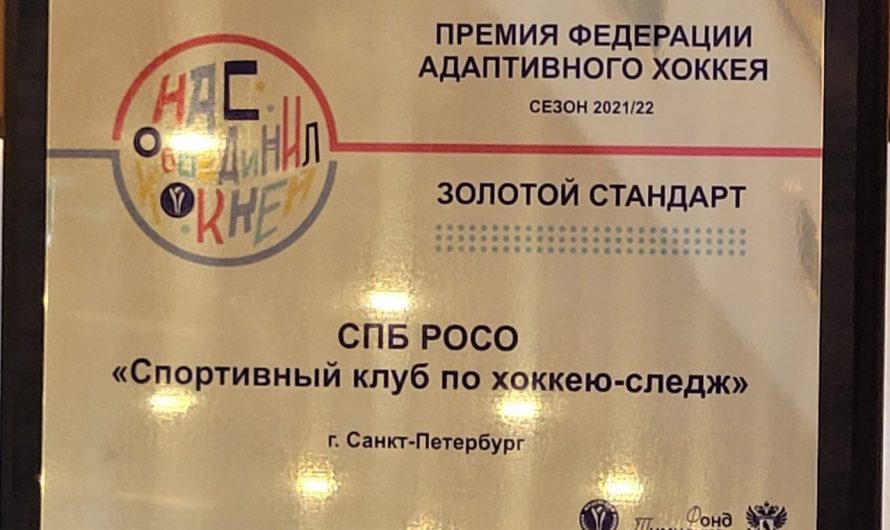 НАС
ОБЪЕДИНИЛ
ХОККЕЙ
ПРЕМИЯ ФЕДЕРАЦИИ
АДАПТИВНОГО ХОККЕЯ
СЕЗОН 2021/22
ЗОЛОТОЙ СТАНДАРТ
СПБ РОСО
«Спортивный клуб по хоккею-следж»
г. Санкт-Петербург
Фонд